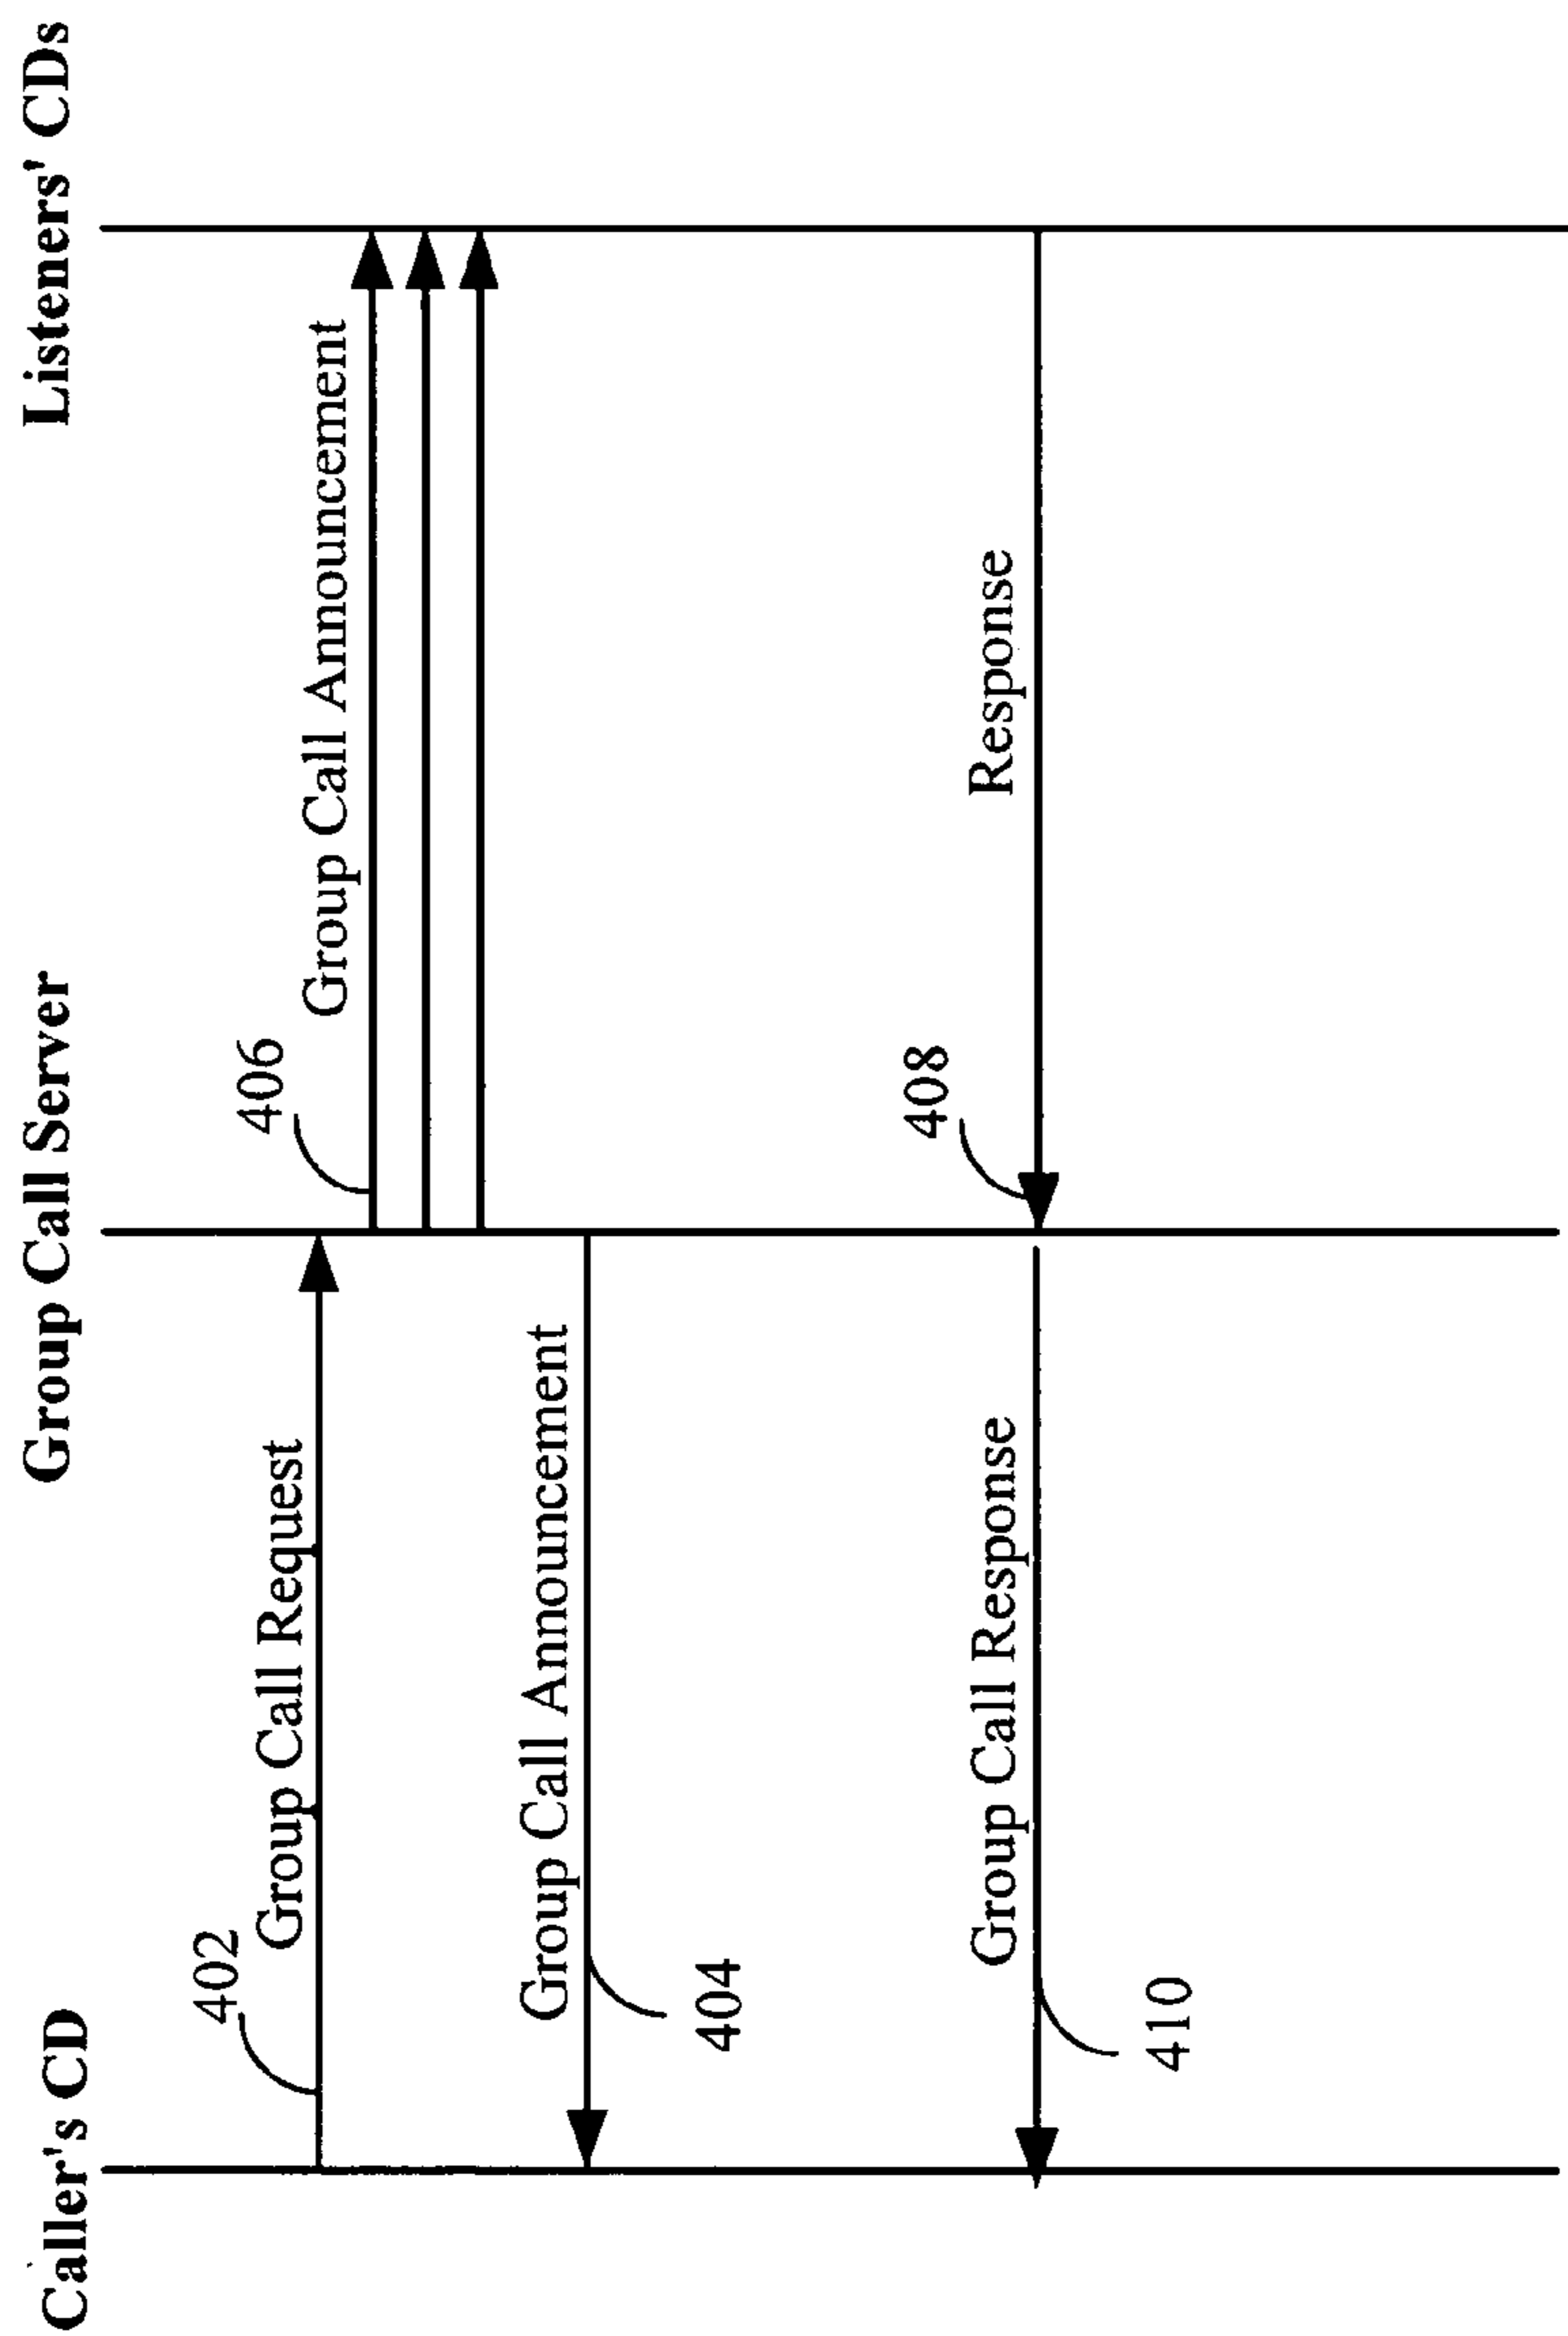 Caller's CD
Group Call Server
Listeners' CDs
402
Group Call Request
406
Group Call Announcement
Group Call Announcement
404
408
Response
Group Call Response
410